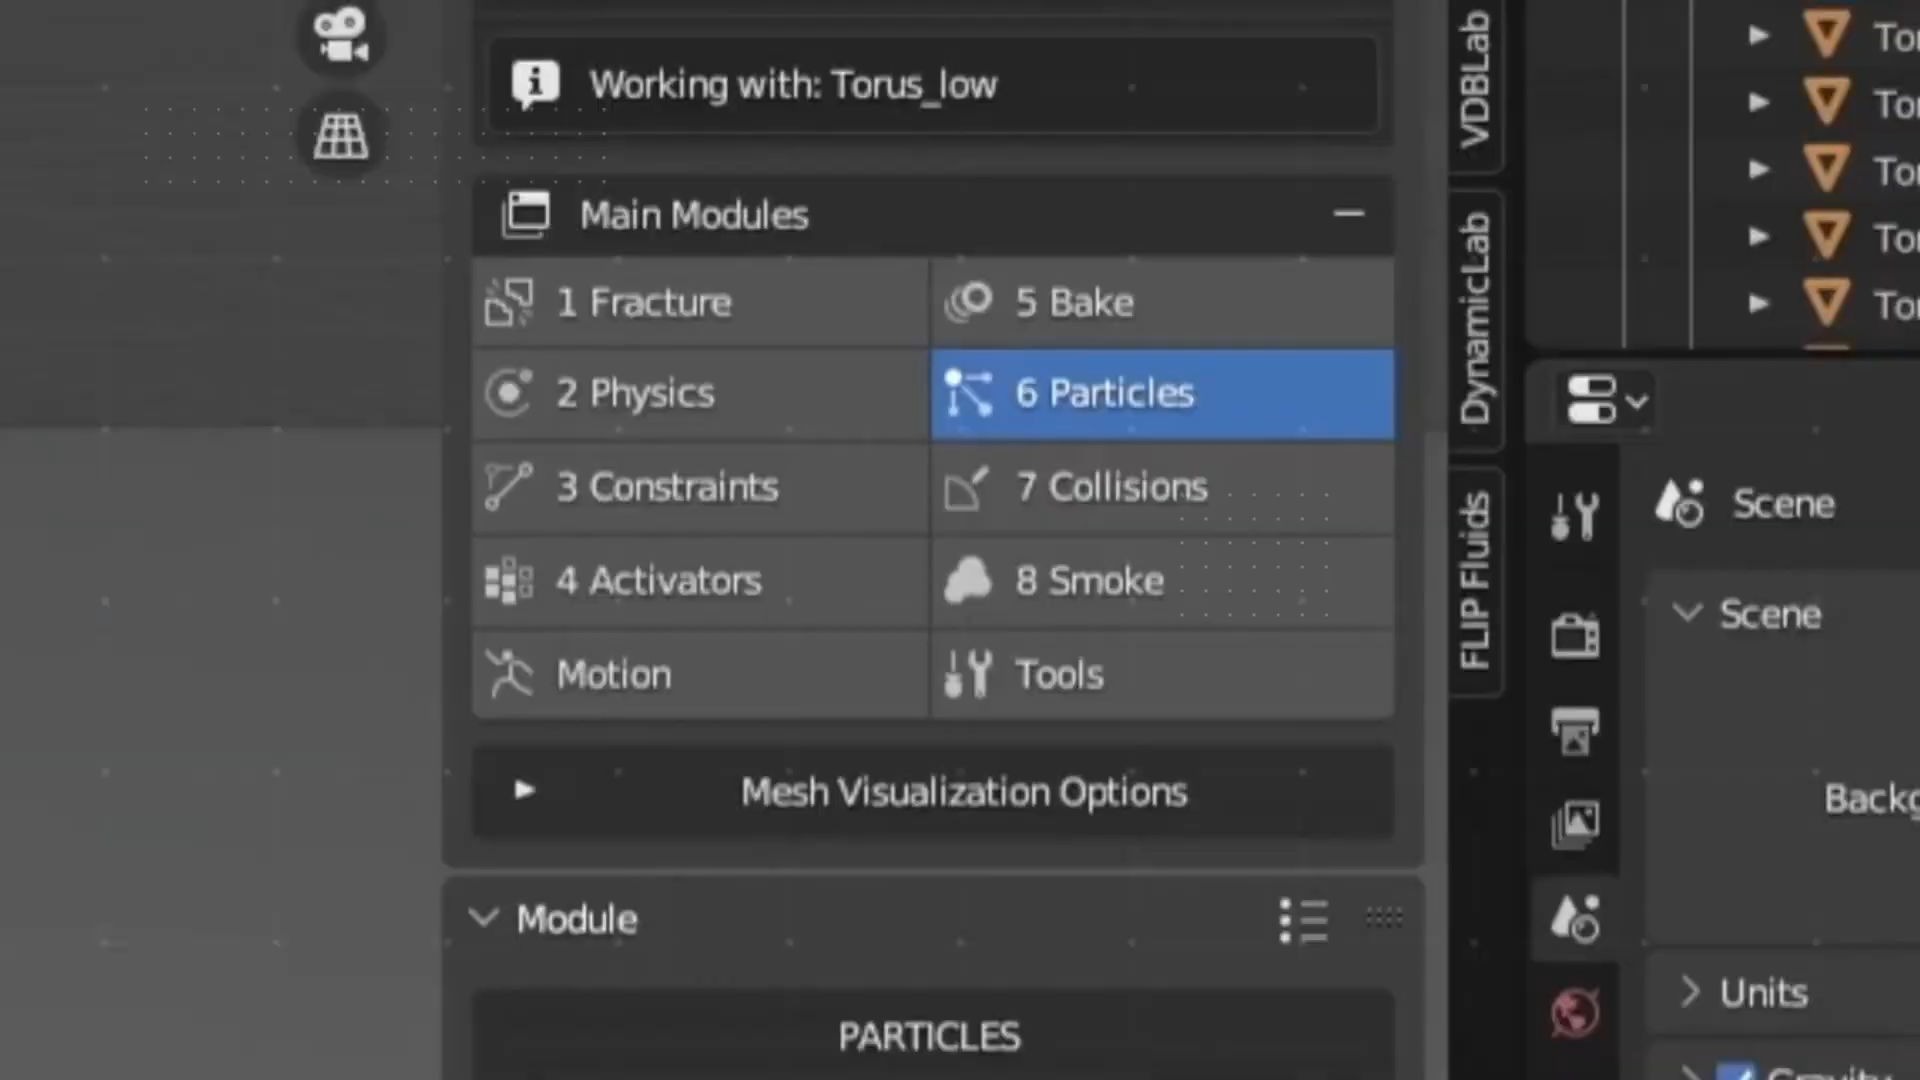 Working with: Torus_low
Main Modules
1 Fracture
5 Bake
2 Physics
6 Particles
3 Constraints
7 Collisions
4 Activators
8 Smoke
Motion
Tools
Mesh Visualization Options
Module
PARTICLES
VDBLab
DynamicLab
FLIP Fluids
Scene
Scene
Units